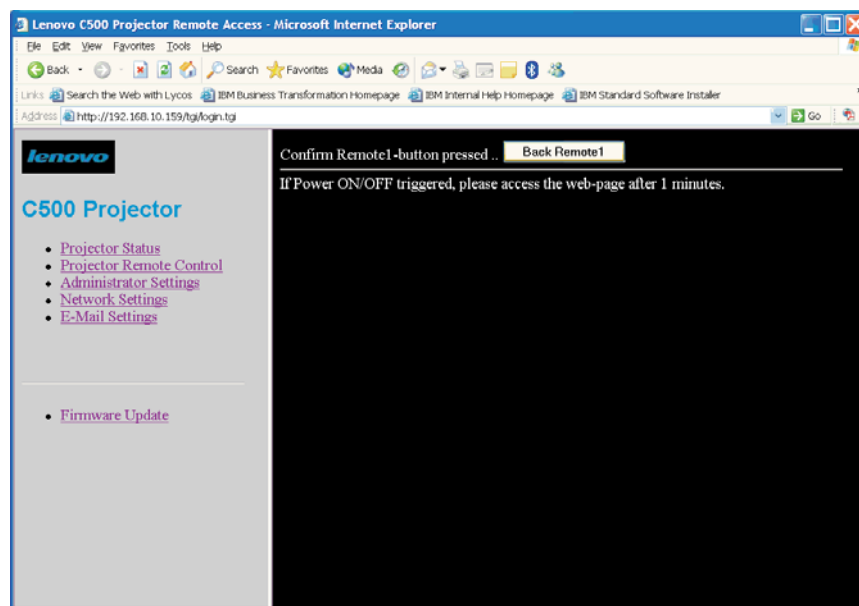 Lenovo C500 Projector Remote Access - Microsoft Internet Explorer
File Edit View Favorites Tools Help
Back Search Favorites Media
Links Search the Web with Lycos IBM Business Transformation Homepage IBM Internal Help Homepage IBM Standard Software Installer
Address http://192.168.10.159/tgi/login.tgi Go
lenovo
C500 Projector
Projector Status
Projector Remote Control
Administrator Settings
Network Settings
E-Mail Settings
Firmware Update
Confirm Remote1-button pressed .. Back Remote1
If Power ON/OFF triggered, please access the web-page after 1 minutes.